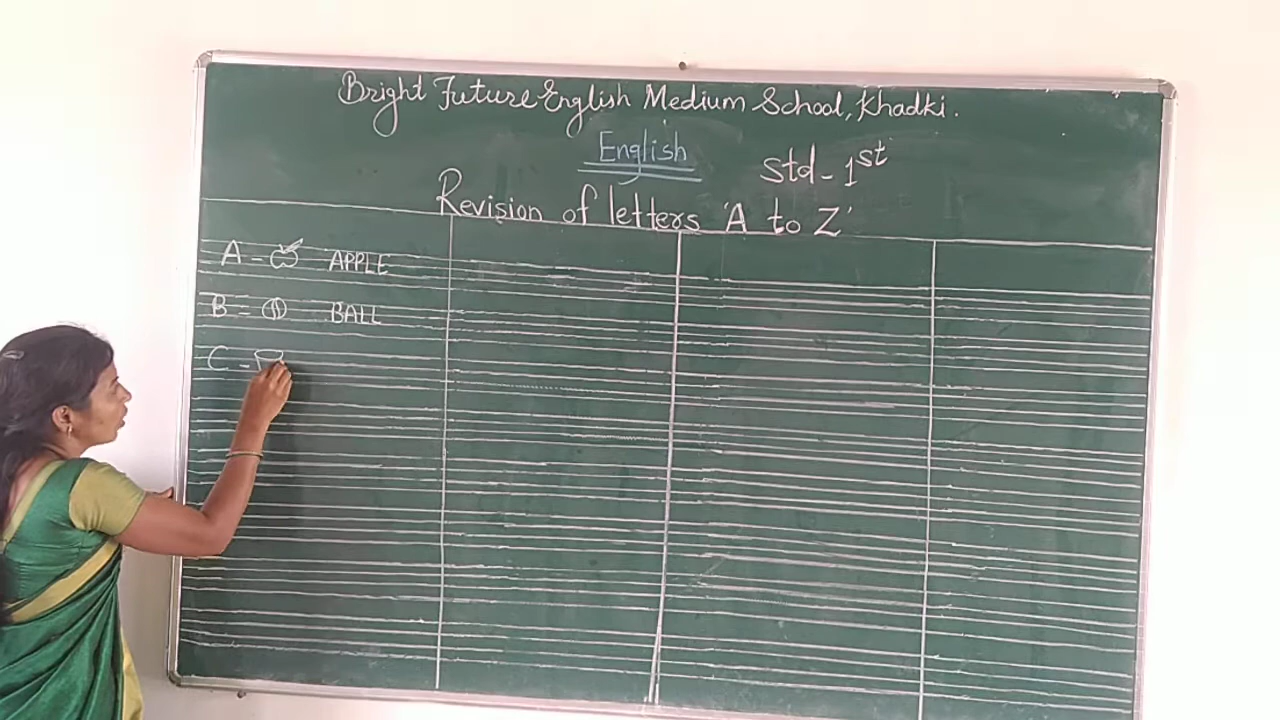 Bright Future English Medium School, Khadki.
English
Std - 1st
Revision of letters 'A to Z'
A - APPLE
B = BALL
C -